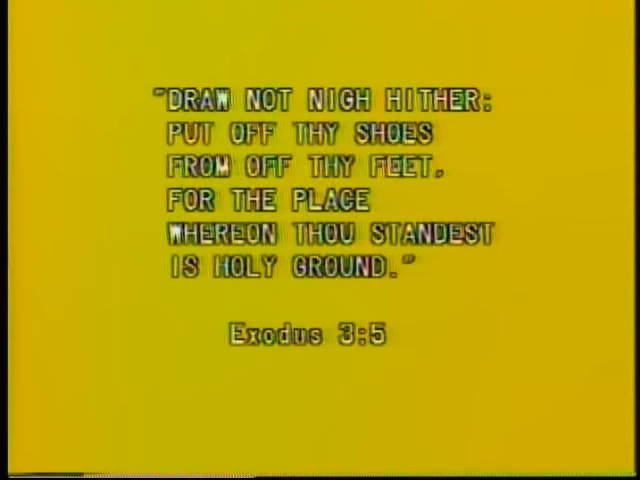 "DRAW NOT NIGH HITHER:
PUT OFF THY SHOES
FROM OFF THY FEET,
FOR THE PLACE
WHEREON THOU STANDEST
IS HOLY GROUND."
Exodus 3:5